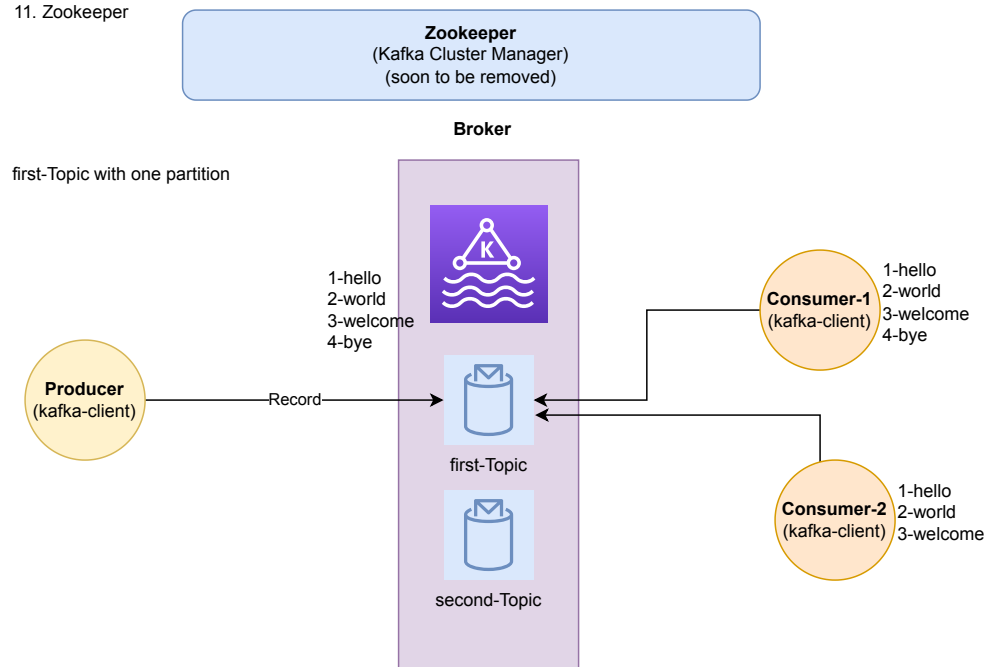 11. Zookeeper
Zookeeper
(Kafka Cluster Manager)
(soon to be removed)
Broker
first-Topic with one partition
K
1-hello
2-world
3-welcome
4-bye
Producer
(kafka-client)
Record
first-Topic
second-Topic
Consumer-1
(kafka-client)
1-hello
2-world
3-welcome
4-bye
Consumer-2
(kafka-client)
1-hello
2-world
3-welcome